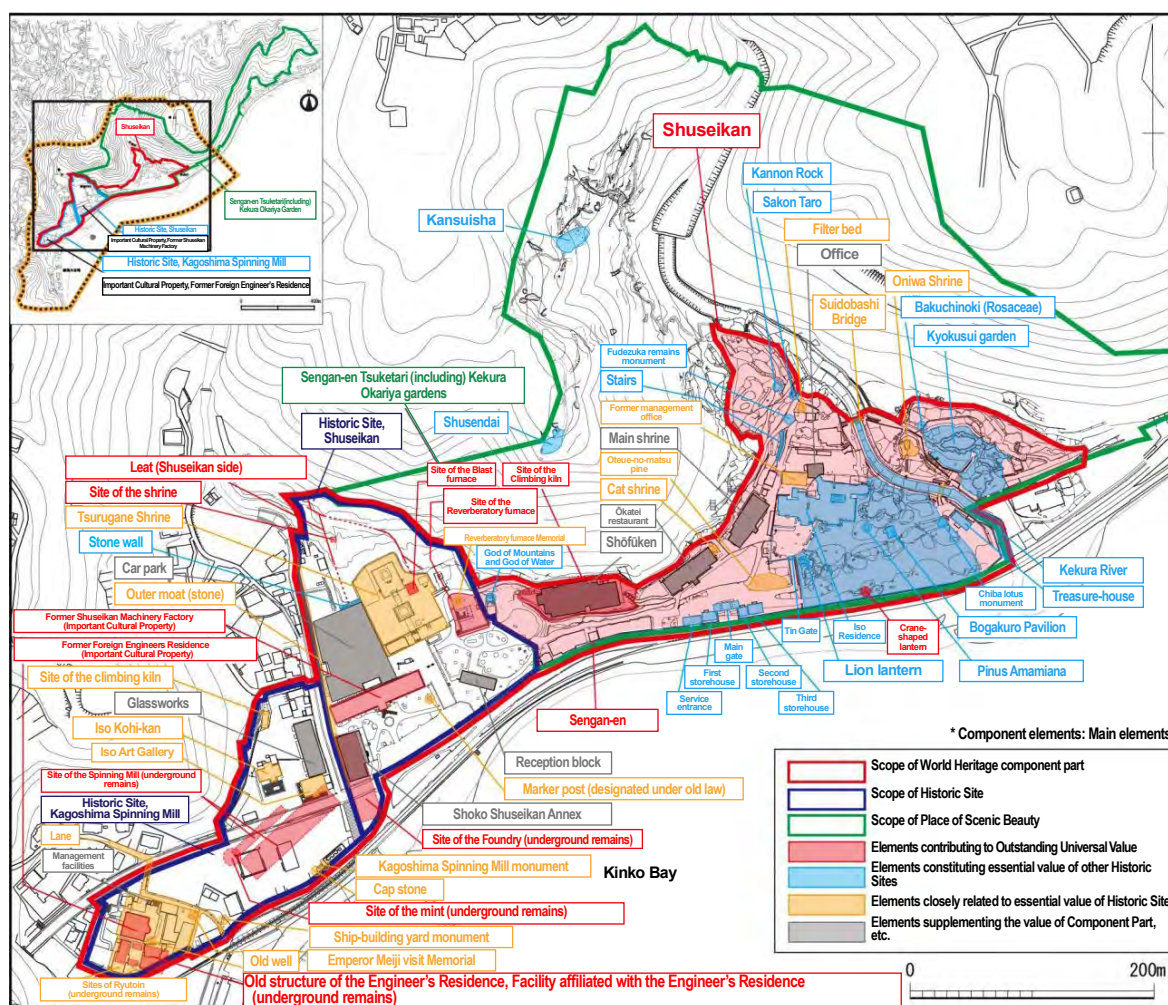 Shuseikan
Sengan-en Tsuketari(including)
Kekura Okariya Garden
Historic Site, Shuseikan
Important Cultural Property, Former Shuseikan
Machinery Factory
Historic Site, Kagoshima Spinning Mill
Important Cultural Property, Former Foreign Engineer's Residence
Shuseikan
Kannon Rock
Sakon Taro
Kansuisha
Filter bed
Office
Oniwa Shrine
Suidobashi
Bridge
Bakuchinoki (Rosaceae)
Kyokusui garden
Fudezuka remains
monument
Stairs
Sengan-en Tsuketari (including) Kekura
Okariya gardens
Shusendai
Former management
office
Main shrine
Historic Site,
Shuseikan
Leat (Shuseikan side)
Site of the Blast
furnace
Site of the
Climbing kiln
Oteue-no-matsu
pine
Cat shrine
Site of the shrine
Site of the
Reverberatory furnace
Tsurugane Shrine
Ōkatei
restaurant
Reverberatory furnace Memorial
Shōfūken
Stone wall
God of Mountains
and God of Water
Car park
Kekura River
Outer moat (stone)
Chiba lotus
monument
Treasure-house
Former Shuseikan Machinery Factory
(Important Cultural Property)
Tin Gate
Iso
Residence
Crane-
shaped
lantern
Bogakuro Pavilion
Former Foreign Engineers Residence
(Important Cultural Property)
Main
gate
Site of the climbing kiln
First
storehouse
Second
storehouse
Lion lantern
Pinus Amamiana
Glassworks
Service
entrance
Third
storehouse
Iso Kohi-kan
Sengan-en
Iso Art Gallery
* Component elements: Main elements
Reception block
Site of the Spinning Mill (underground
remains)
Marker post (designated under old law)
Historic Site,
Kagoshima Spinning Mill
Shoko Shuseikan Annex
Lane
Site of the Foundry (underground remains)
Management
facilities
Kagoshima Spinning Mill monument
Kinko Bay
Cap stone
Site of the mint (underground remains)
Ship-building yard monument
Old well
Emperor Meiji visit Memorial
Sites of Ryutoin
(underground remains)
Old structure of the Engineer's Residence, Facility affiliated with the Engineer's Residence
(underground remains)
Scope of World Heritage component part
Scope of Historic Site
Scope of Place of Scenic Beauty
Elements contributing to Outstanding Universal Value
Elements constituting essential value of other Historic
Sites
Elements closely related to essential value of Historic Site
Elements supplementing the value of Component Part,
etc.
0
200m